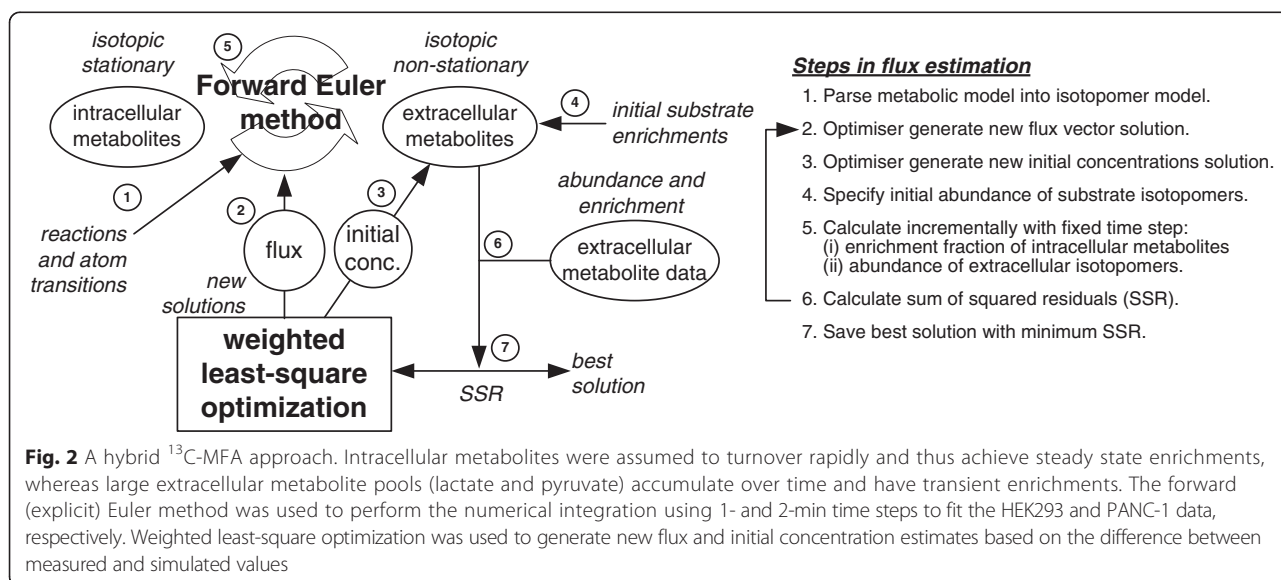 isotopic
stationary
5
Forward Euler
method
intracellular
metabolites
isotopic
non-stationary
extracellular
metabolites
4
initial substrate
enrichments
1
reactions
and atom
transitions
2
flux
3
initial
conc.
new
solutions
abundance and
enrichment
6
extracellular
metabolite data
weighted
least-square
optimization
7
SSR
best
solution
Steps in flux estimation
1. Parse metabolic model into isotopomer model.
2. Optimiser generate new flux vector solution.
3. Optimiser generate new initial concentrations solution.
4. Specify initial abundance of substrate isotopomers.
5. Calculate incrementally with fixed time step:
(i) enrichment fraction of intracellular metabolites
(ii) abundance of extracellular isotopomers.
6. Calculate sum of squared residuals (SSR).
7. Save best solution with minimum SSR.
Fig. 2 A hybrid ¹³C-MFA approach. Intracellular metabolites were assumed to turnover rapidly and thus achieve steady state enrichments,
whereas large extracellular metabolite pools (lactate and pyruvate) accumulate over time and have transient enrichments. The forward
(explicit) Euler method was used to perform the numerical integration using 1- and 2-min time steps to fit the HEK293 and PANC-1 data,
respectively. Weighted least-square optimization was used to generate new flux and initial concentration estimates based on the difference between
measured and simulated values